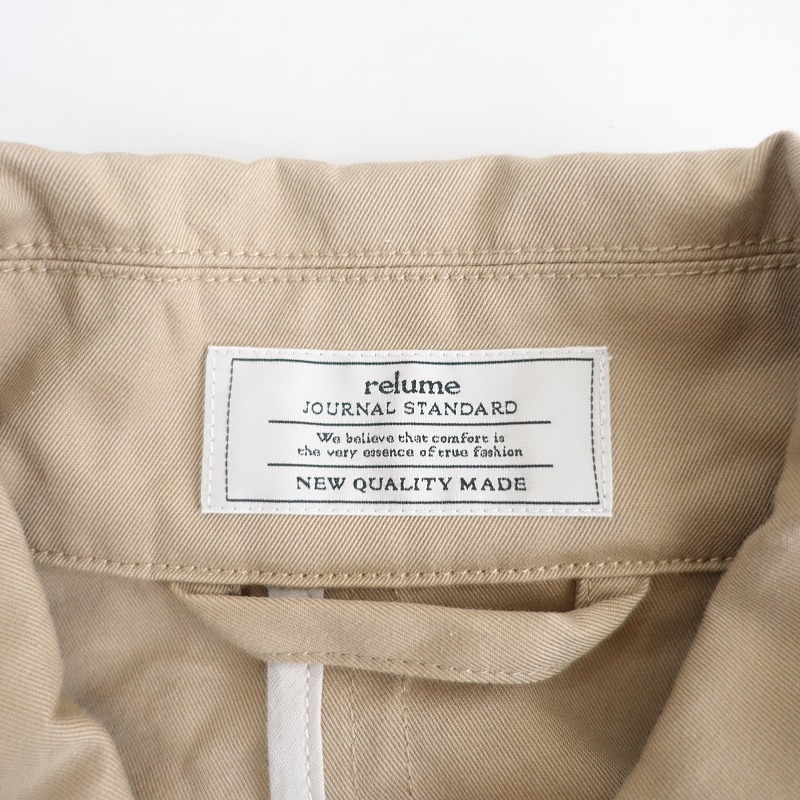 relume
JOURNAL STANDARD
We believe that comfort is
the very essence of true fashion
NEW QUALITY MADE